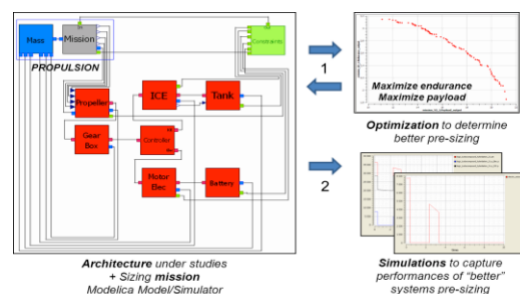 Mass
Mission
Constraints
PROPULSION
Propeller
ICE
Tank
Gear
Box
Controller
Motor
Elec
Battery
Architecture under studies
+ Sizing mission
Modelica Model/Simulator
1
2
Maximize endurance
Maximize payload
Optimization to determine
better pre-sizing
Simulations to capture
performances of "better"
systems pre-sizing